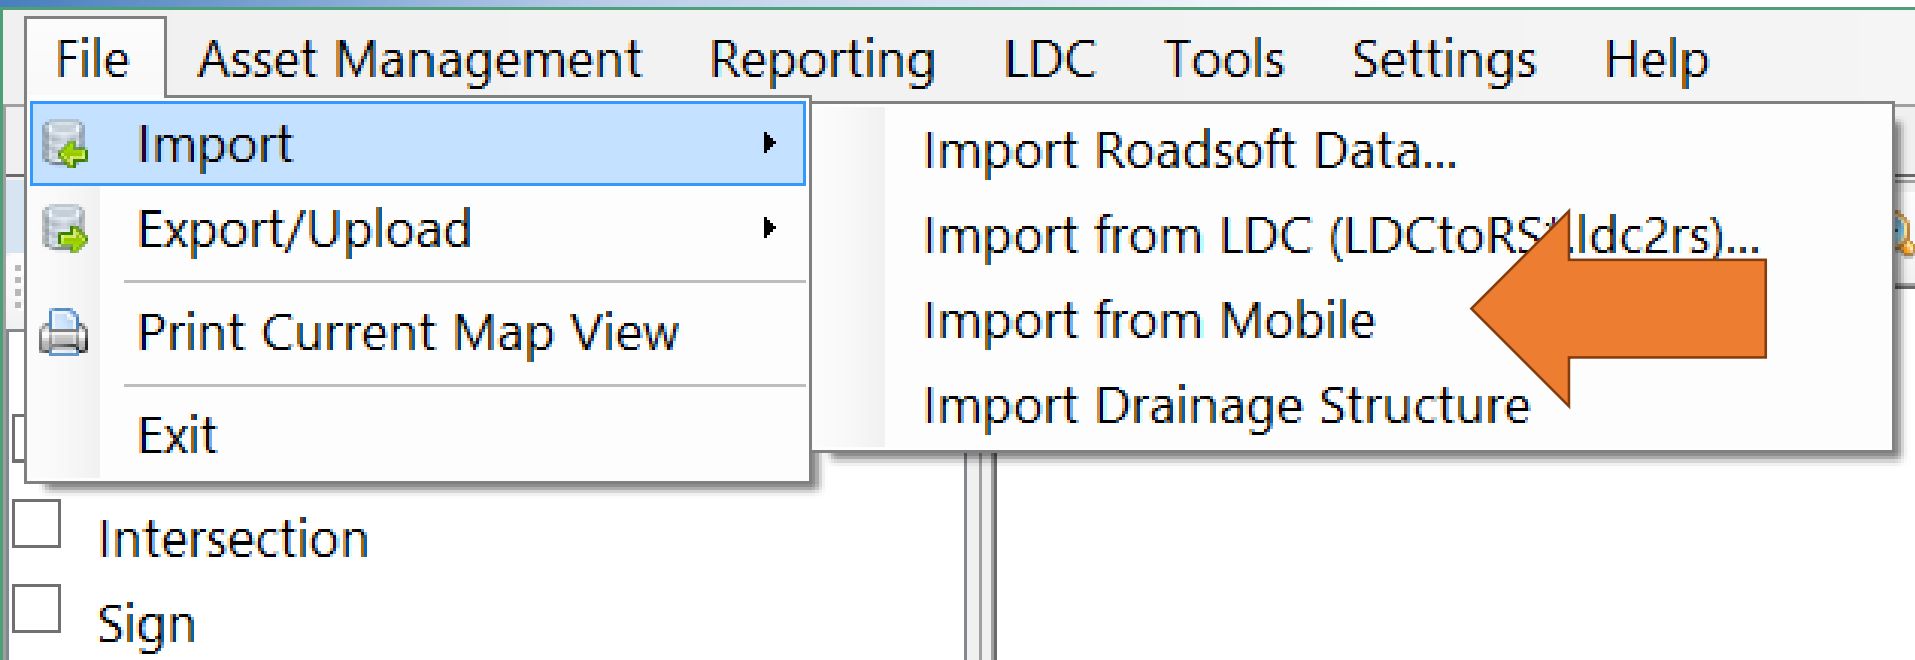 File Asset Management Reporting LDC Tools Settings Help
Import
Export/Upload
Print Current Map View
Exit
Import Roadsoft Data...
Import from LDC (LDCtoRS*.ldc2rs)...
Import from Mobile
Import Drainage Structure
Intersection
Sign